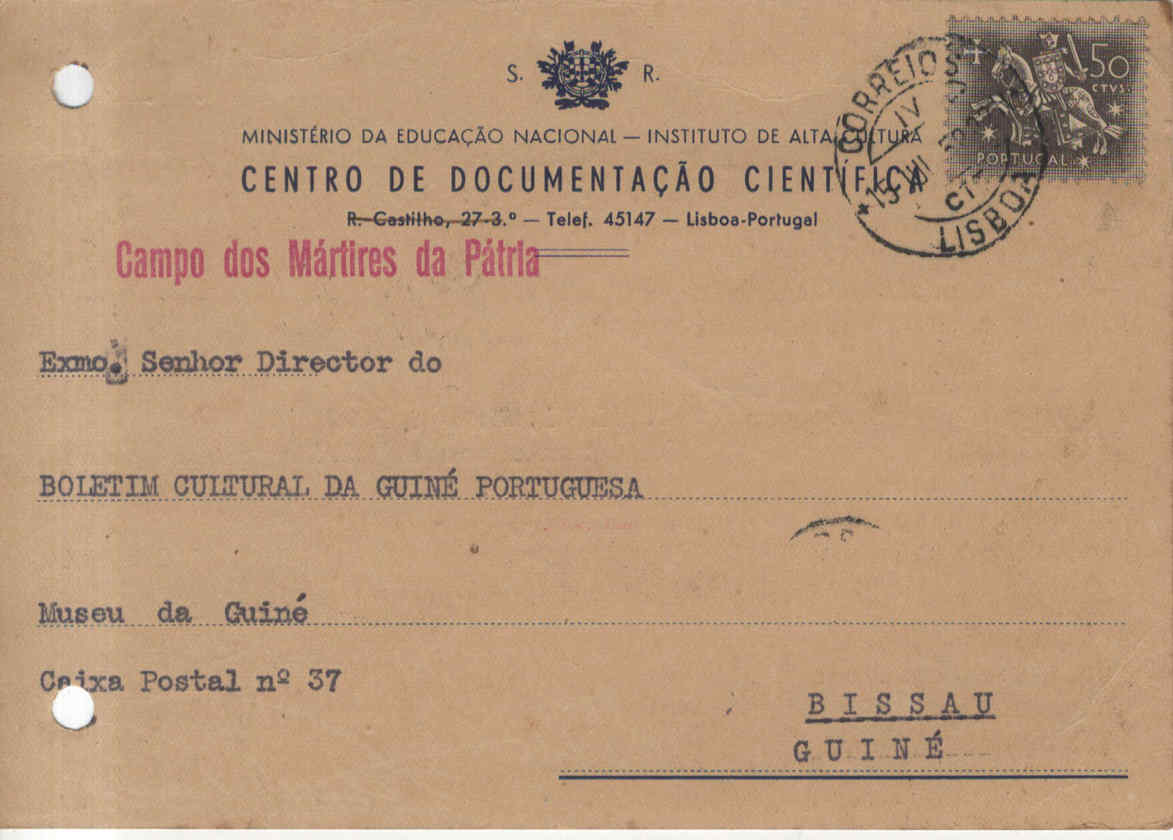 S. R.
MINISTÉRIO DA EDUCAÇÃO NACIONAL — INSTITUTO DE ALTA CULTURA
CENTRO DE DOCUMENTAÇÃO CIENTÍFICA
R. Castilho, 27-3.º — Telef. 45147 — Lisboa-Portugal
Campo dos Mártires da Pátria
50
CTVS
PORTUGAL
CORREIOS
LISBOA
Exmo. Senhor Director do
BOLETIM CULTURAL DA GUINÉ PORTUGUESA
Museu da Guiné
Caixa Postal nº 37
BISSAU
GUINÉ